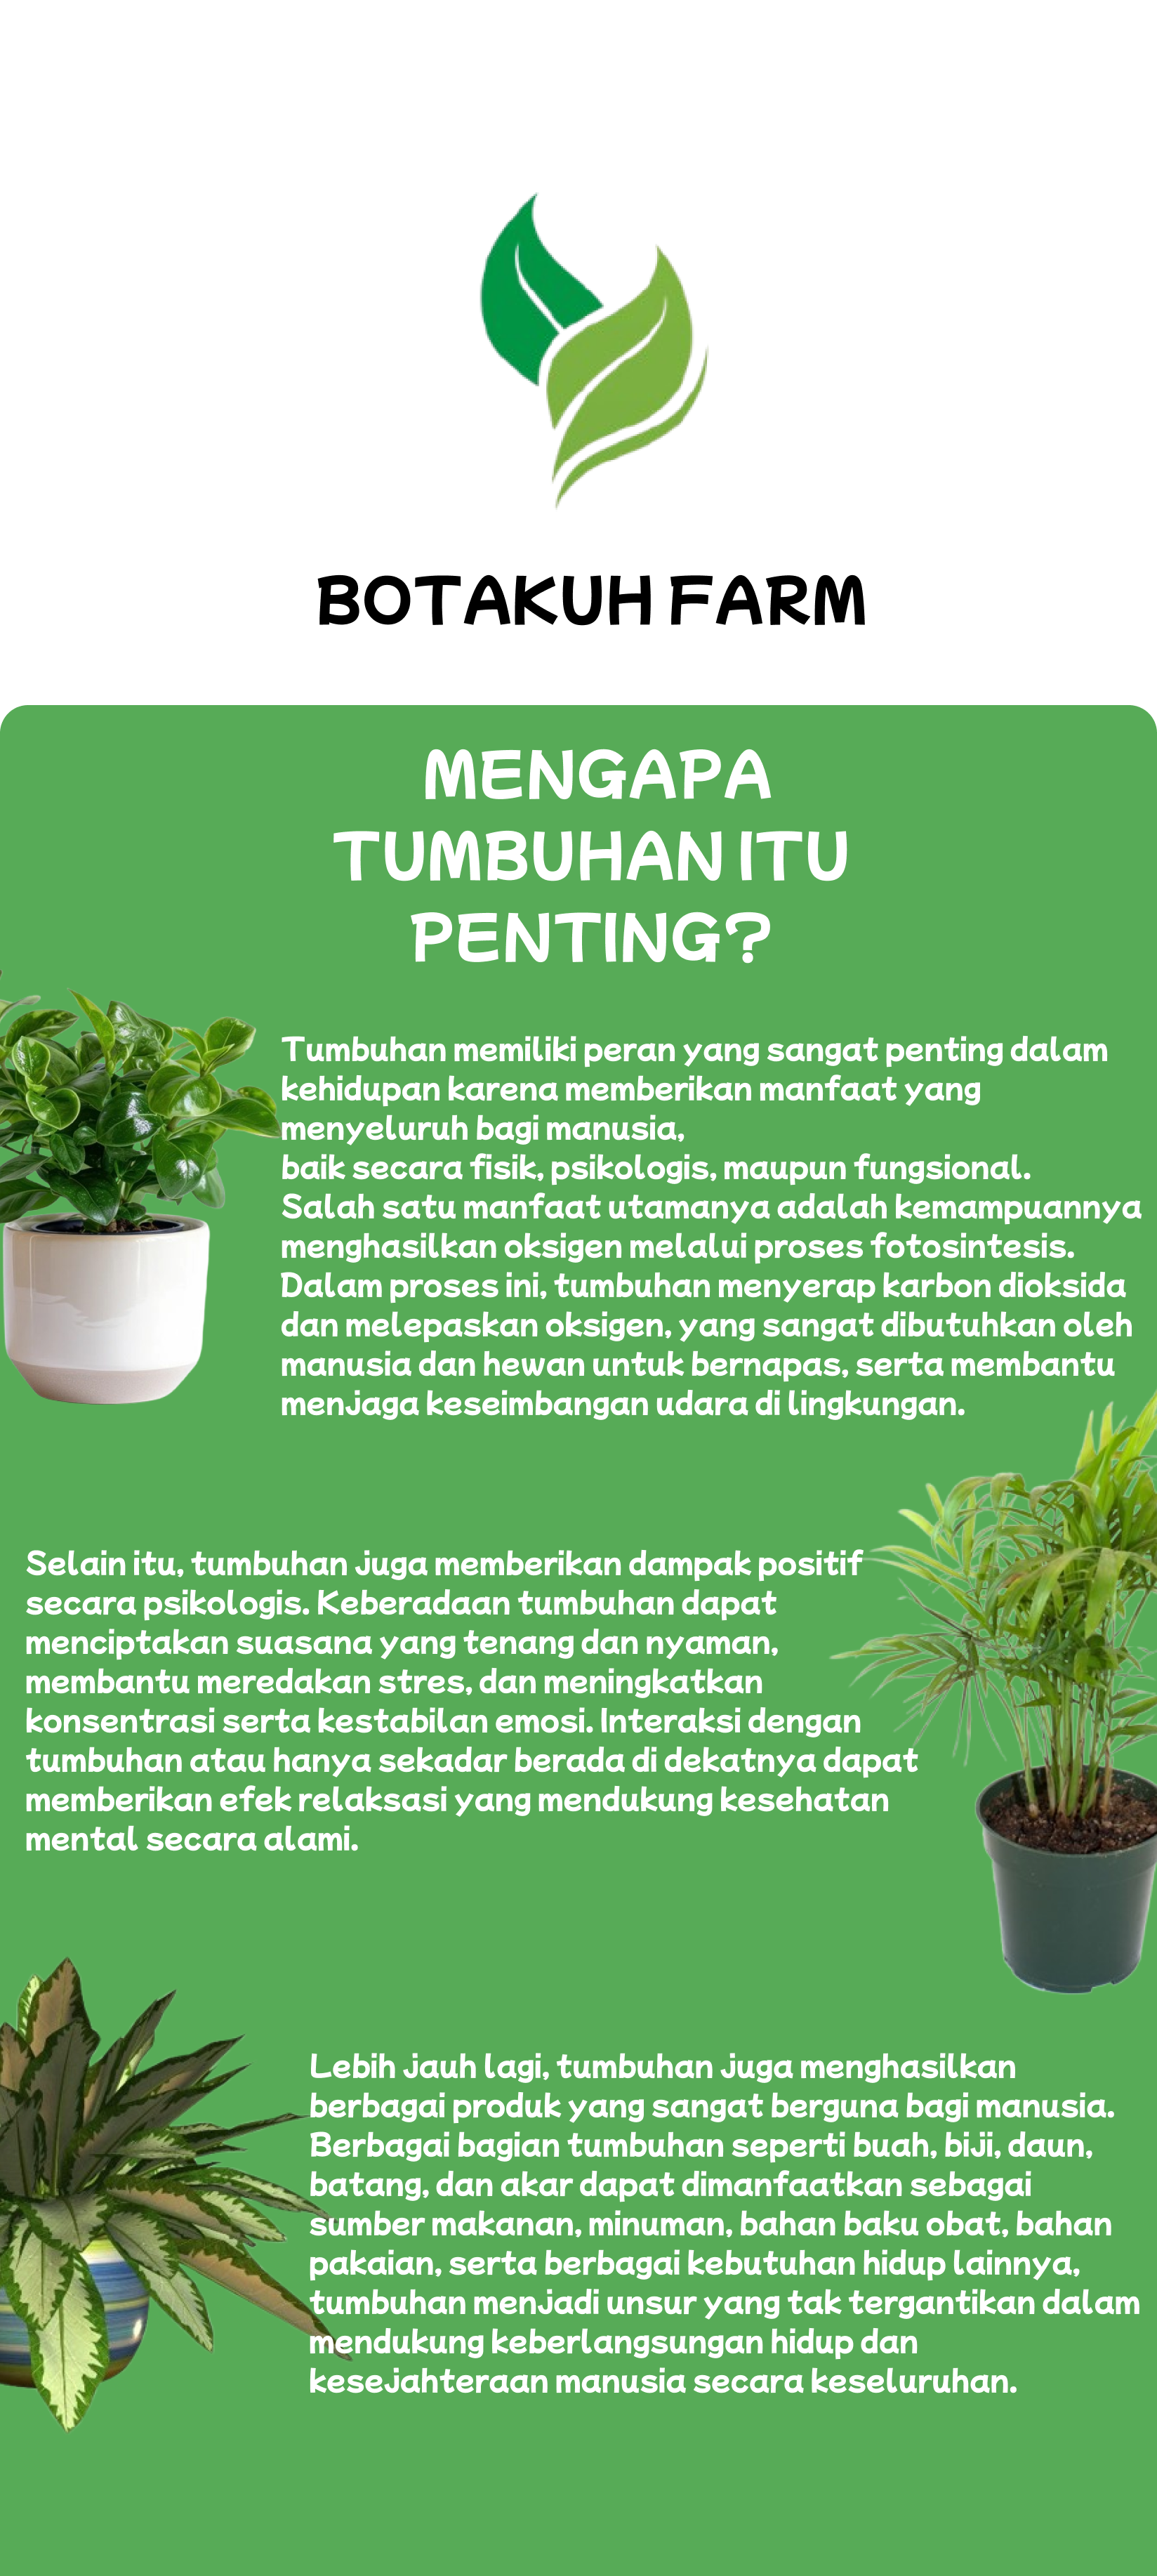 BOTAKUH FARM
MENGAPA
TUMBUHAN ITU
PENTING?
Tumbuhan memiliki peran yang sangat penting dalam
kehidupan karena memberikan manfaat yang
menyeluruh bagi manusia,
baik secara fisik, psikologis, maupun fungsional.
Salah satu manfaat utamanya adalah kemampuannya
menghasilkan oksigen melalui proses fotosintesis.
Dalam proses ini, tumbuhan menyerap karbon dioksida
dan melepaskan oksigen, yang sangat dibutuhkan oleh
manusia dan hewan untuk bernapas, serta membantu
menjaga keseimbangan udara di lingkungan.
Selain itu, tumbuhan juga memberikan dampak positif
secara psikologis. Keberadaan tumbuhan dapat
menciptakan suasana yang tenang dan nyaman,
membantu meredakan stres, dan meningkatkan
konsentrasi serta kestabilan emosi. Interaksi dengan
tumbuhan atau hanya sekadar berada di dekatnya dapat
memberikan efek relaksasi yang mendukung kesehatan
mental secara alami.
Lebih jauh lagi, tumbuhan juga menghasilkan
berbagai produk yang sangat berguna bagi manusia.
Berbagai bagian tumbuhan seperti buah, biji, daun,
batang, dan akar dapat dimanfaatkan sebagai
sumber makanan, minuman, bahan baku obat, bahan
pakaian, serta berbagai kebutuhan hidup lainnya,
tumbuhan menjadi unsur yang tak tergantikan dalam
mendukung keberlangsungan hidup dan
kesejahteraan manusia secara keseluruhan.